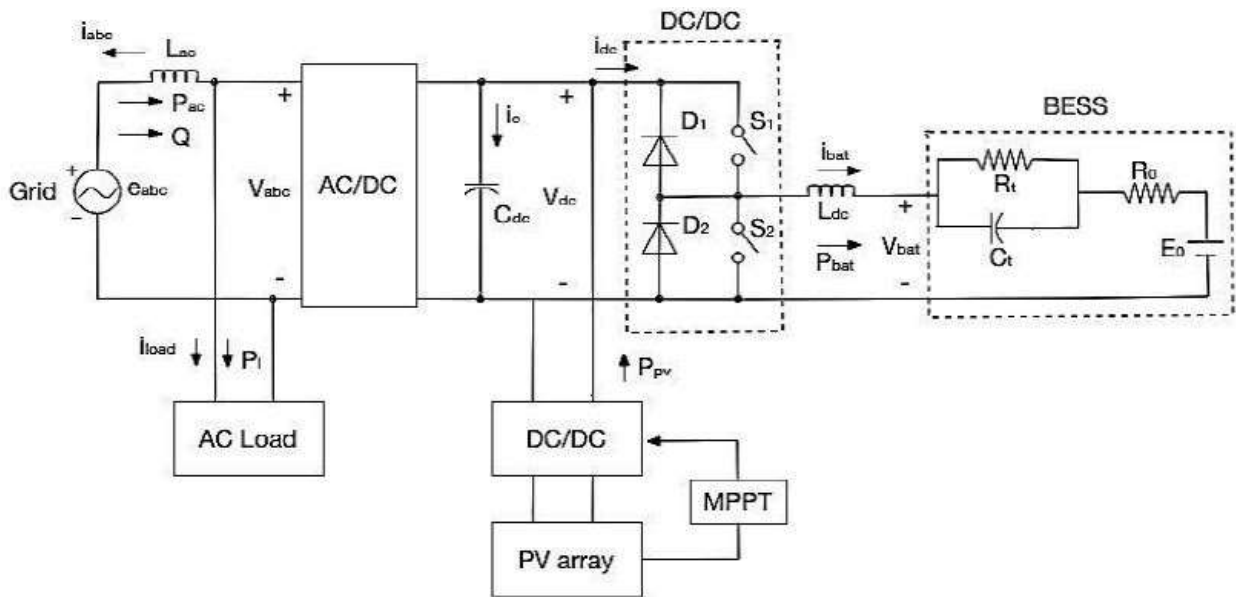 DC/DC
iabc
Lac
idc
Pac
Q
Grid
eabc
+
-
+
Vabc
-
AC/DC
ic
Cdc
+
Vdc
-
D1
S1
D2
S2
ibat
Ldc
Pbat
+
Vbat
-
BESS
Rt
Ct
R0
E0
iload
Pl
AC Load
Ppv
DC/DC
MPPT
PV array